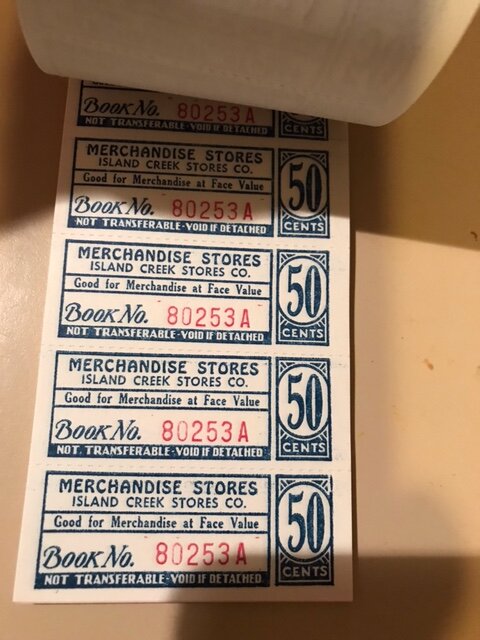 Book No. 80253A
NOT TRANSFERABLE-VOID IF DETACHED
CENTS
MERCHANDISE STORES
ISLAND CREEK STORES CO.
Good for Merchandise at Face Value
Book No. 80253A
NOT TRANSFERABLE-VOID IF DETACHED
50
CENTS
MERCHANDISE STORES
ISLAND CREEK STORES CO.
Good for Merchandise at Face Value
Book No. 80253A
NOT TRANSFERABLE-VOID IF DETACHED
50
CENTS
MERCHANDISE STORES
ISLAND CREEK STORES CO.
Good for Merchandise at Face Value
Book No. 80253A
NOT TRANSFERABLE-VOID IF DETACHED
50
CENTS
MERCHANDISE STORES
ISLAND CREEK STORES CO.
Good for Merchandise at Face Value
Book No. 80253A
NOT TRANSFERABLE-VOID IF DETACHED
50
CENTS